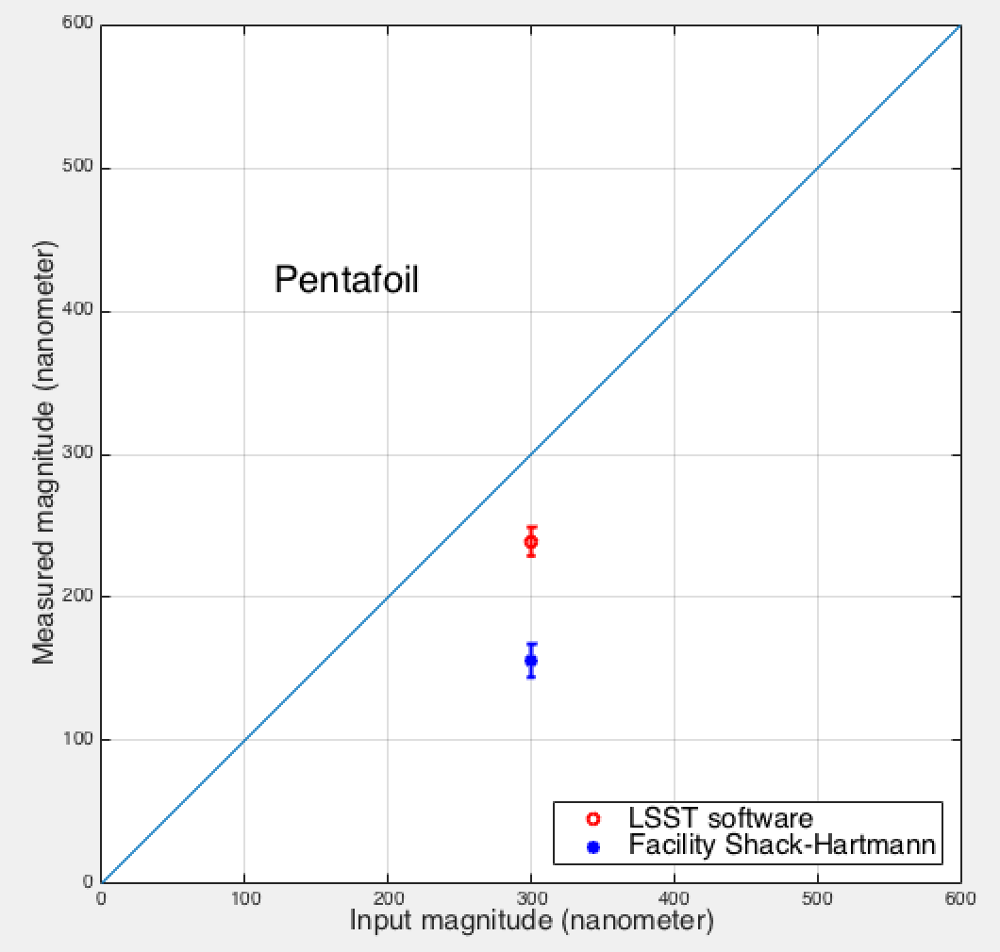 600
500
Pentafoil
400
300
200
100
0
Measured magnitude (nanometer)
LSST software
Facility Shack-Hartmann
0 100 200 300 400 500 600
Input magnitude (nanometer)